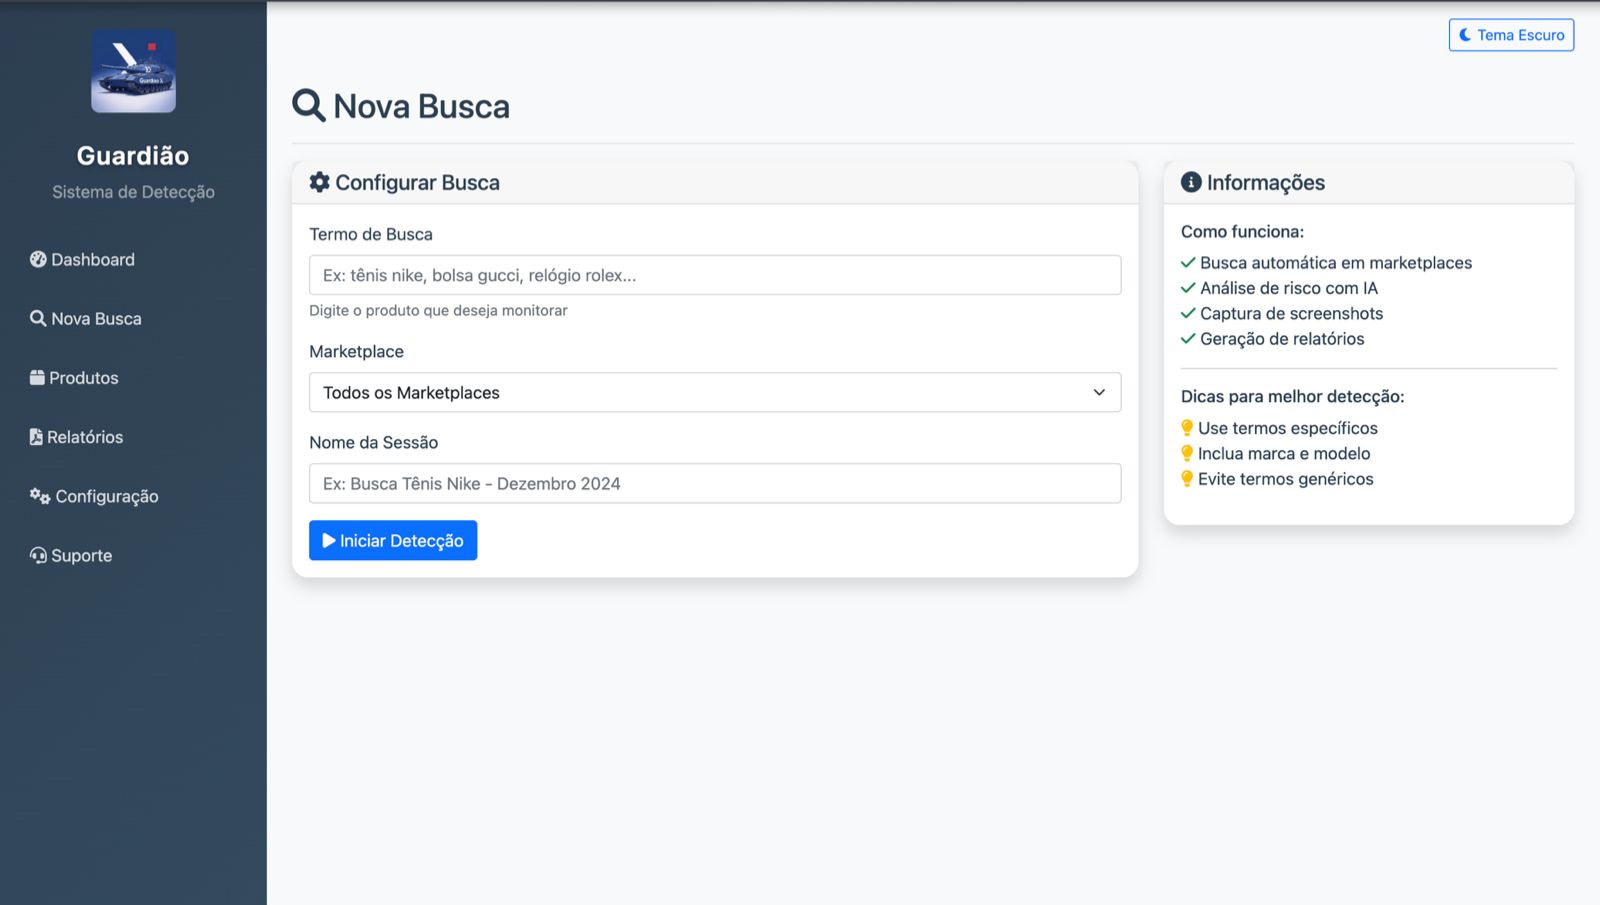 Guardião X
Guardião
Sistema de Detecção
Dashboard
Nova Busca
Produtos
Relatórios
Configuração
Suporte
Tema Escuro
Nova Busca
Configurar Busca
Termo de Busca
Ex: tênis nike, bolsa gucci, relógio rolex...
Digite o produto que deseja monitorar
Marketplace
Todos os Marketplaces
Nome da Sessão
Ex: Busca Tênis Nike - Dezembro 2024
Iniciar Detecção
Informações
Como funciona:
Busca automática em marketplaces
Análise de risco com IA
Captura de screenshots
Geração de relatórios
Dicas para melhor detecção:
Use termos específicos
Inclua marca e modelo
Evite termos genéricos